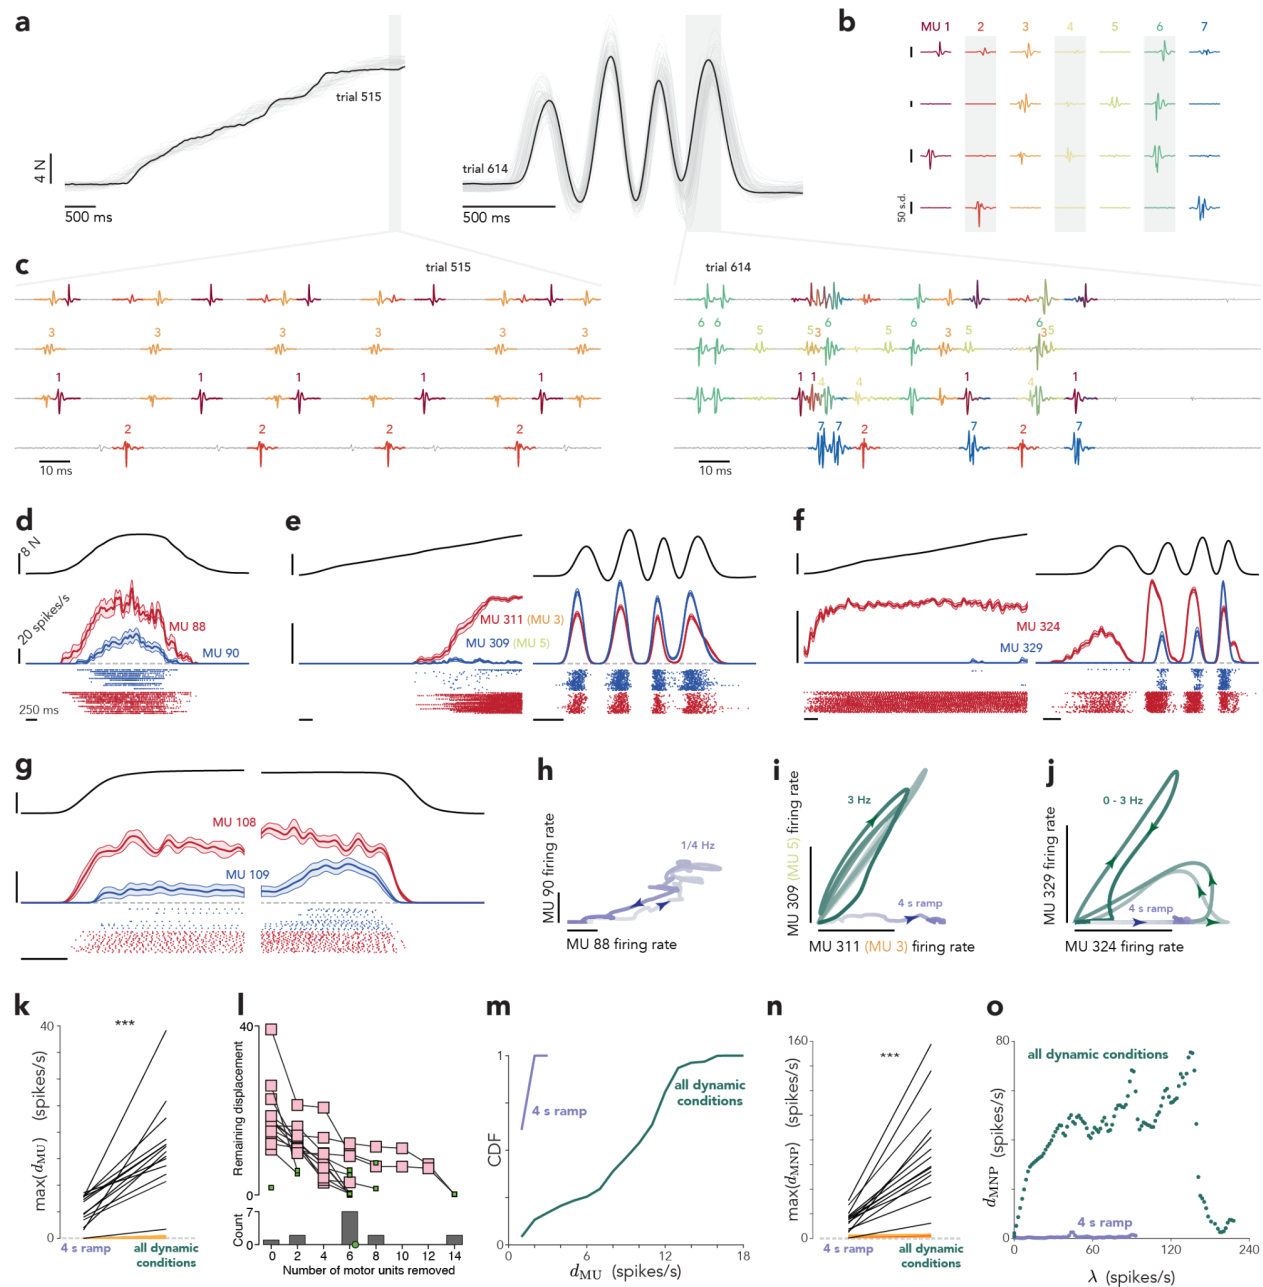 a
trial 515
4 N
500 ms
trial 614
500 ms
b
MU 1 2 3 4 5 6 7
50 s.d.
c
trial 515
3 3 3 3 3 3
1 1 1 1 1
2 2 2 2
10 ms
trial 614
6 6 5 5 3 6 5 6 3 5 6 3 5
1 1 4 4 1 4 1
7 7 2 7 2 7
10 ms
d
8 N
20 spikes/s
MU 88
MU 90
250 ms
e
MU 311 (MU 3)
MU 309 (MU 5)
f
MU 324
MU 329
g
MU 108
MU 109
h
1/4 Hz
MU 90 firing rate
MU 88 firing rate
i
3 Hz
4 s ramp
MU 309 (MU 5) firing rate
MU 311 (MU 3) firing rate
j
0 - 3 Hz
4 s ramp
MU 329 firing rate
MU 324 firing rate
k
40
***
max(dMU) (spikes/s)
0
4 s ramp
all dynamic
conditions
l
40
Remaining displacement
0
7
Count
0
0 2 4 6 8 10 12 14
Number of motor units removed
m
1
CDF
0
4 s ramp
all dynamic
conditions
0 6 12 18
dMU (spikes/s)
n
160
***
max(dMNP) (spikes/s)
0
4 s ramp
all dynamic
conditions
o
80
all dynamic conditions
dMNP (spikes/s)
4 s ramp
0
0 60 120 240
λ (spikes/s)